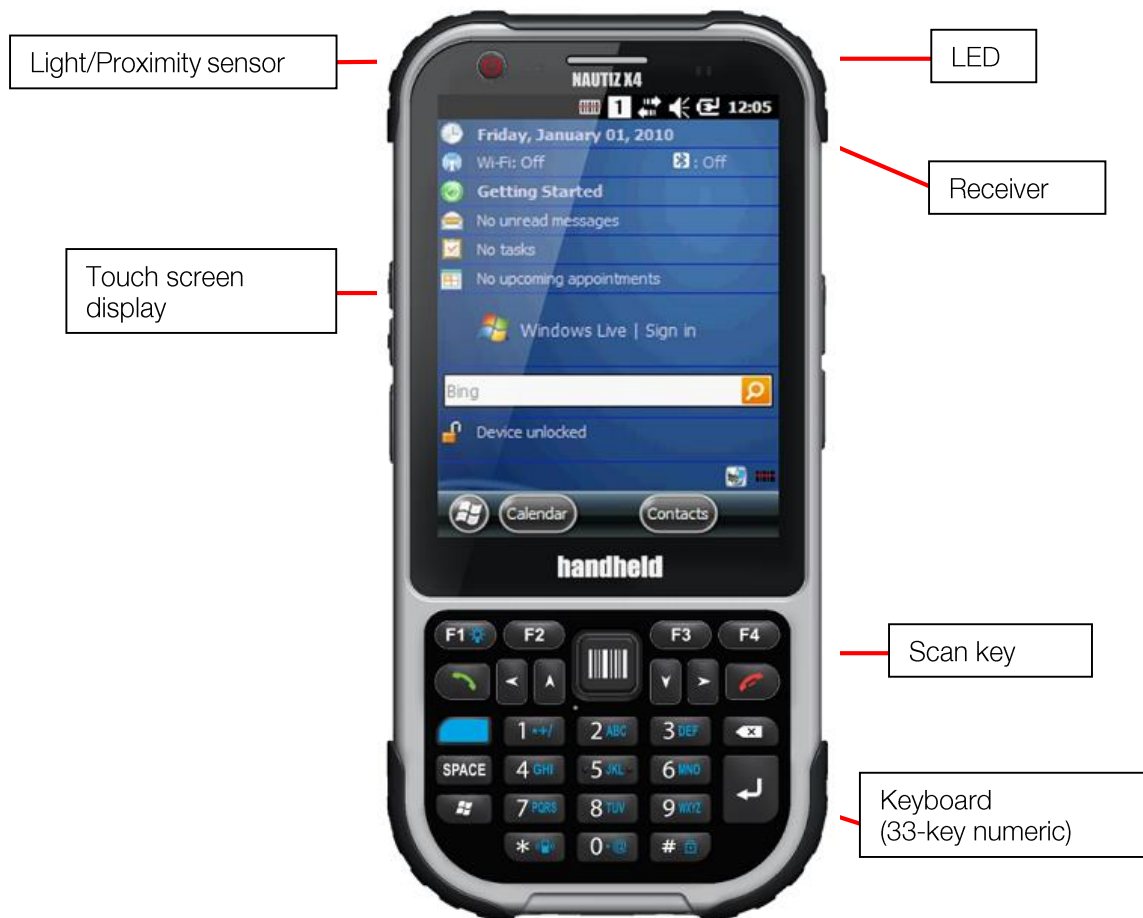 Light/Proximity sensor
LED
NAUTIZ X4
1 12:05
Friday, January 01, 2010
Wi-Fi: Off : Off
Receiver
Getting Started
No unread messages
No tasks
Touch screen
display
No upcoming appointments
Windows Live | Sign in
Bing
Device unlocked
Calendar Contacts
handheld
F1 F2 F3 F4
Scan key
< ∧ ∨ >
1 *+/ 2 ABC 3 DEF
SPACE 4 GHI 5 JKL 6 MNO
7 PQRS 8 TUV 9 WXYZ
Keyboard
(33-key numeric)
* 0 · @ #